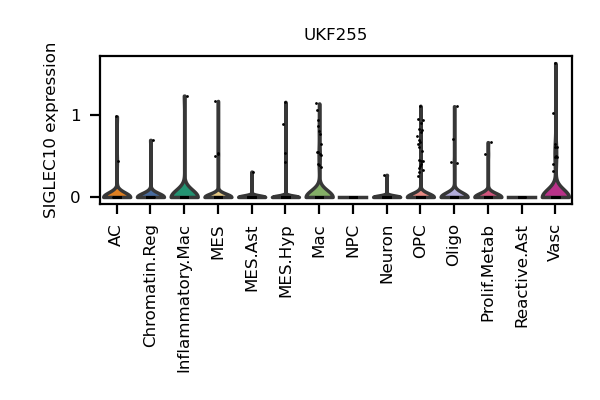 UKF255
SIGLEC10 expression
1
0
AC
Chromatin.Reg
Inflammatory.Mac
MES
MES.Ast
MES.Hyp
Mac
NPC
Neuron
OPC
Oligo
Prolif.Metab
Reactive.Ast
Vasc